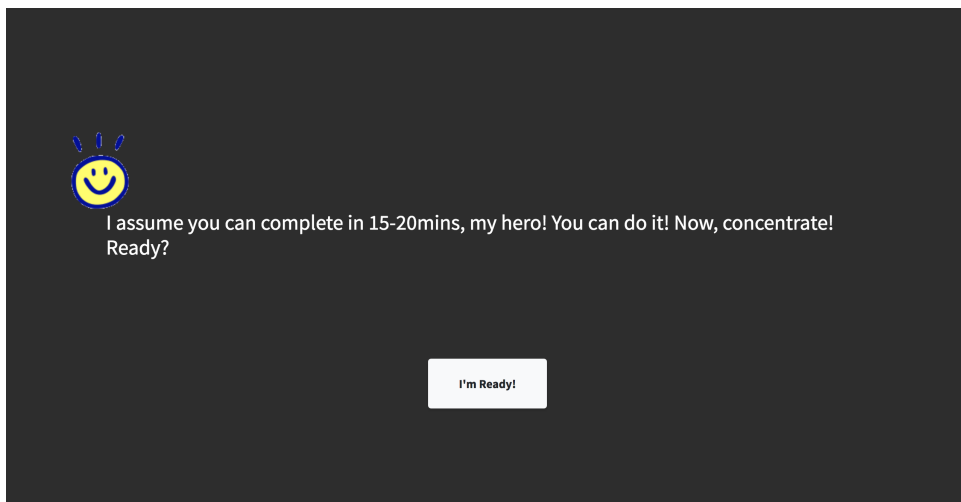 I assume you can complete in 15-20mins, my hero! You can do it! Now, concentrate!
Ready?
I'm Ready!